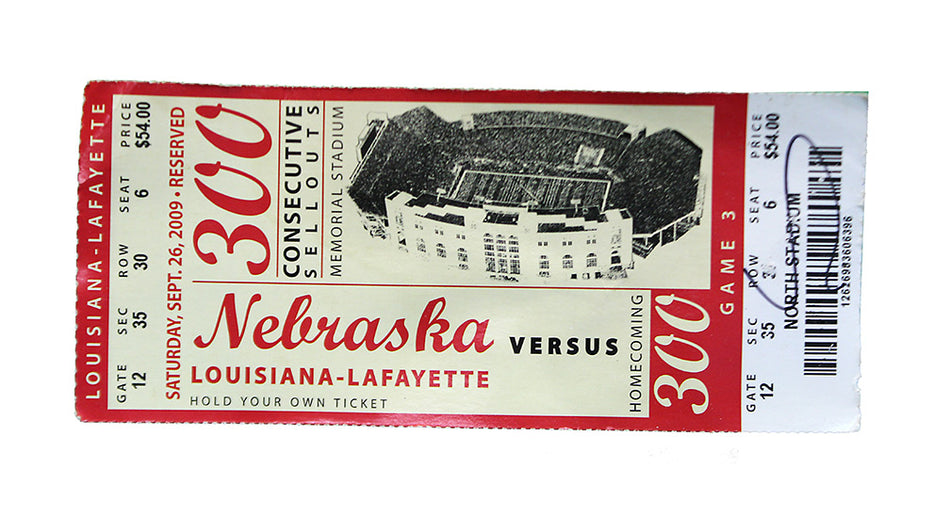 LOUISIANA-LAFAYETTE
GATE SEC ROW SEAT PRICE
12 35 30 6 $54.00
SATURDAY, SEPT. 26, 2009 • RESERVED
300
CONSECUTIVE
SELLOUTS
MEMORIAL STADIUM
Nebraska VERSUS
LOUISIANA-LAFAYETTE
HOLD YOUR OWN TICKET
HOMECOMING
300
GAME 3
GATE SEC ROW SEAT PRICE
12 35 30 6 $54.00
NORTH STADIUM
12626983606396